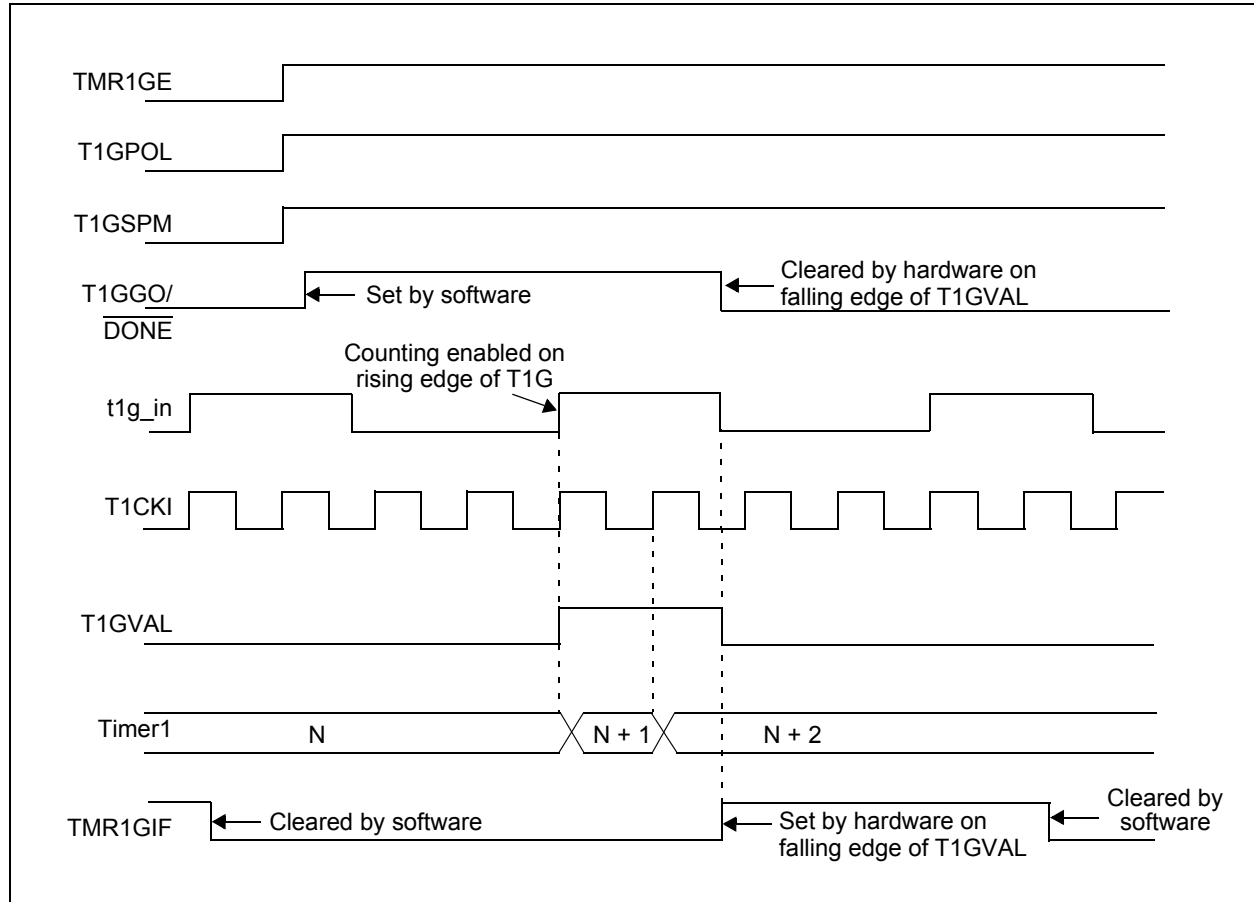 TMR1GE
T1GPOL
T1GSPM
T1GGO/
DONE
Set by software
Cleared by hardware on
falling edge of T1GVAL
Counting enabled on
rising edge of T1G
t1g_in
T1CKI
T1GVAL
Timer1
N
N + 1
N + 2
TMR1GIF
Cleared by software
Set by hardware on
falling edge of T1GVAL
Cleared by
software